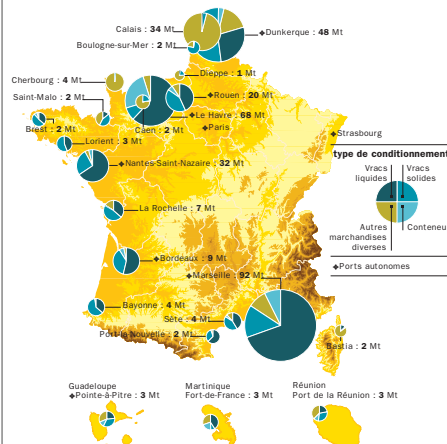 Calais : 34 Mt
◆Dunkerque : 48 Mt
Boulogne-sur-Mer : 2 Mt
Dieppe : 1 Mt
Cherbourg : 4 Mt
◆Rouen : 20 Mt
Saint-Malo : 2 Mt
◆Le Havre : 68 Mt
Brest : 2 Mt
Caen : 2 Mt
◆Paris
◆Strasbourg
Lorient : 3 Mt
◆Nantes-Saint-Nazaire : 32 Mt
type de conditionnement
Vracs liquides
Vracs solides
Autres marchandises diverses
Conteneu
◆Ports autonomes
La Rochelle : 7 Mt
◆Bordeaux : 9 Mt
◆Marseille : 92 Mt
Bayonne : 4 Mt
Sète : 4 Mt
Port-la-Nouvelle : 2 Mt
Bastia : 2 Mt
Guadeloupe
◆Pointe-à-Pitre : 3 Mt
Martinique
Fort-de-France : 3 Mt
Réunion
Port de la Réunion : 3 Mt